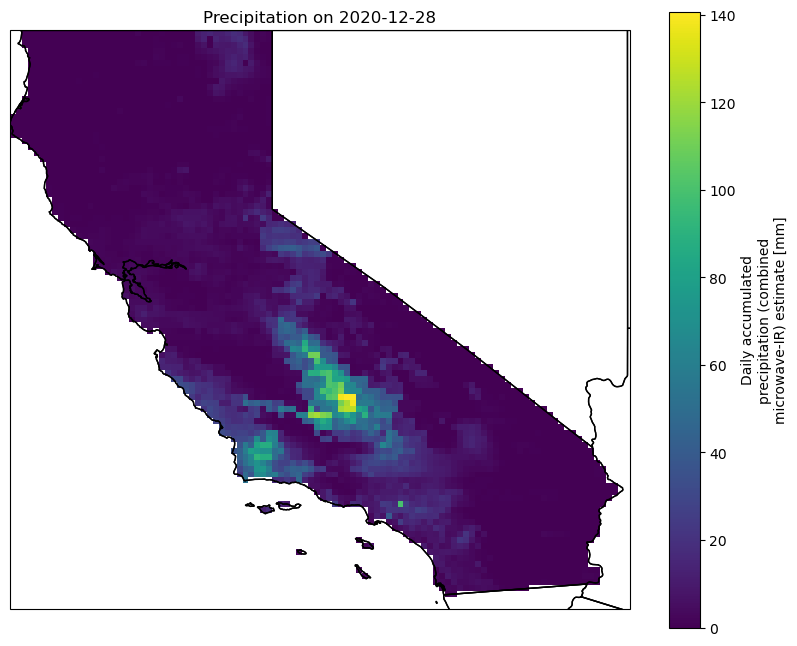 Precipitation on 2020-12-28
140
120
100
80
60
40
20
0
Daily accumulated
precipitation (combined
microwave-IR) estimate [mm]